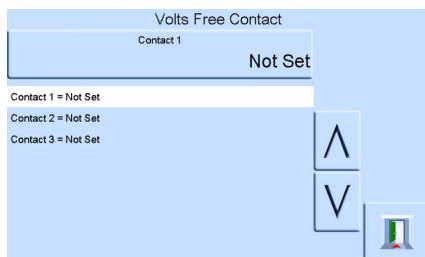 Volts Free Contact
Contact 1
Not Set
Contact 1 = Not Set
Contact 2 = Not Set
Contact 3 = Not Set